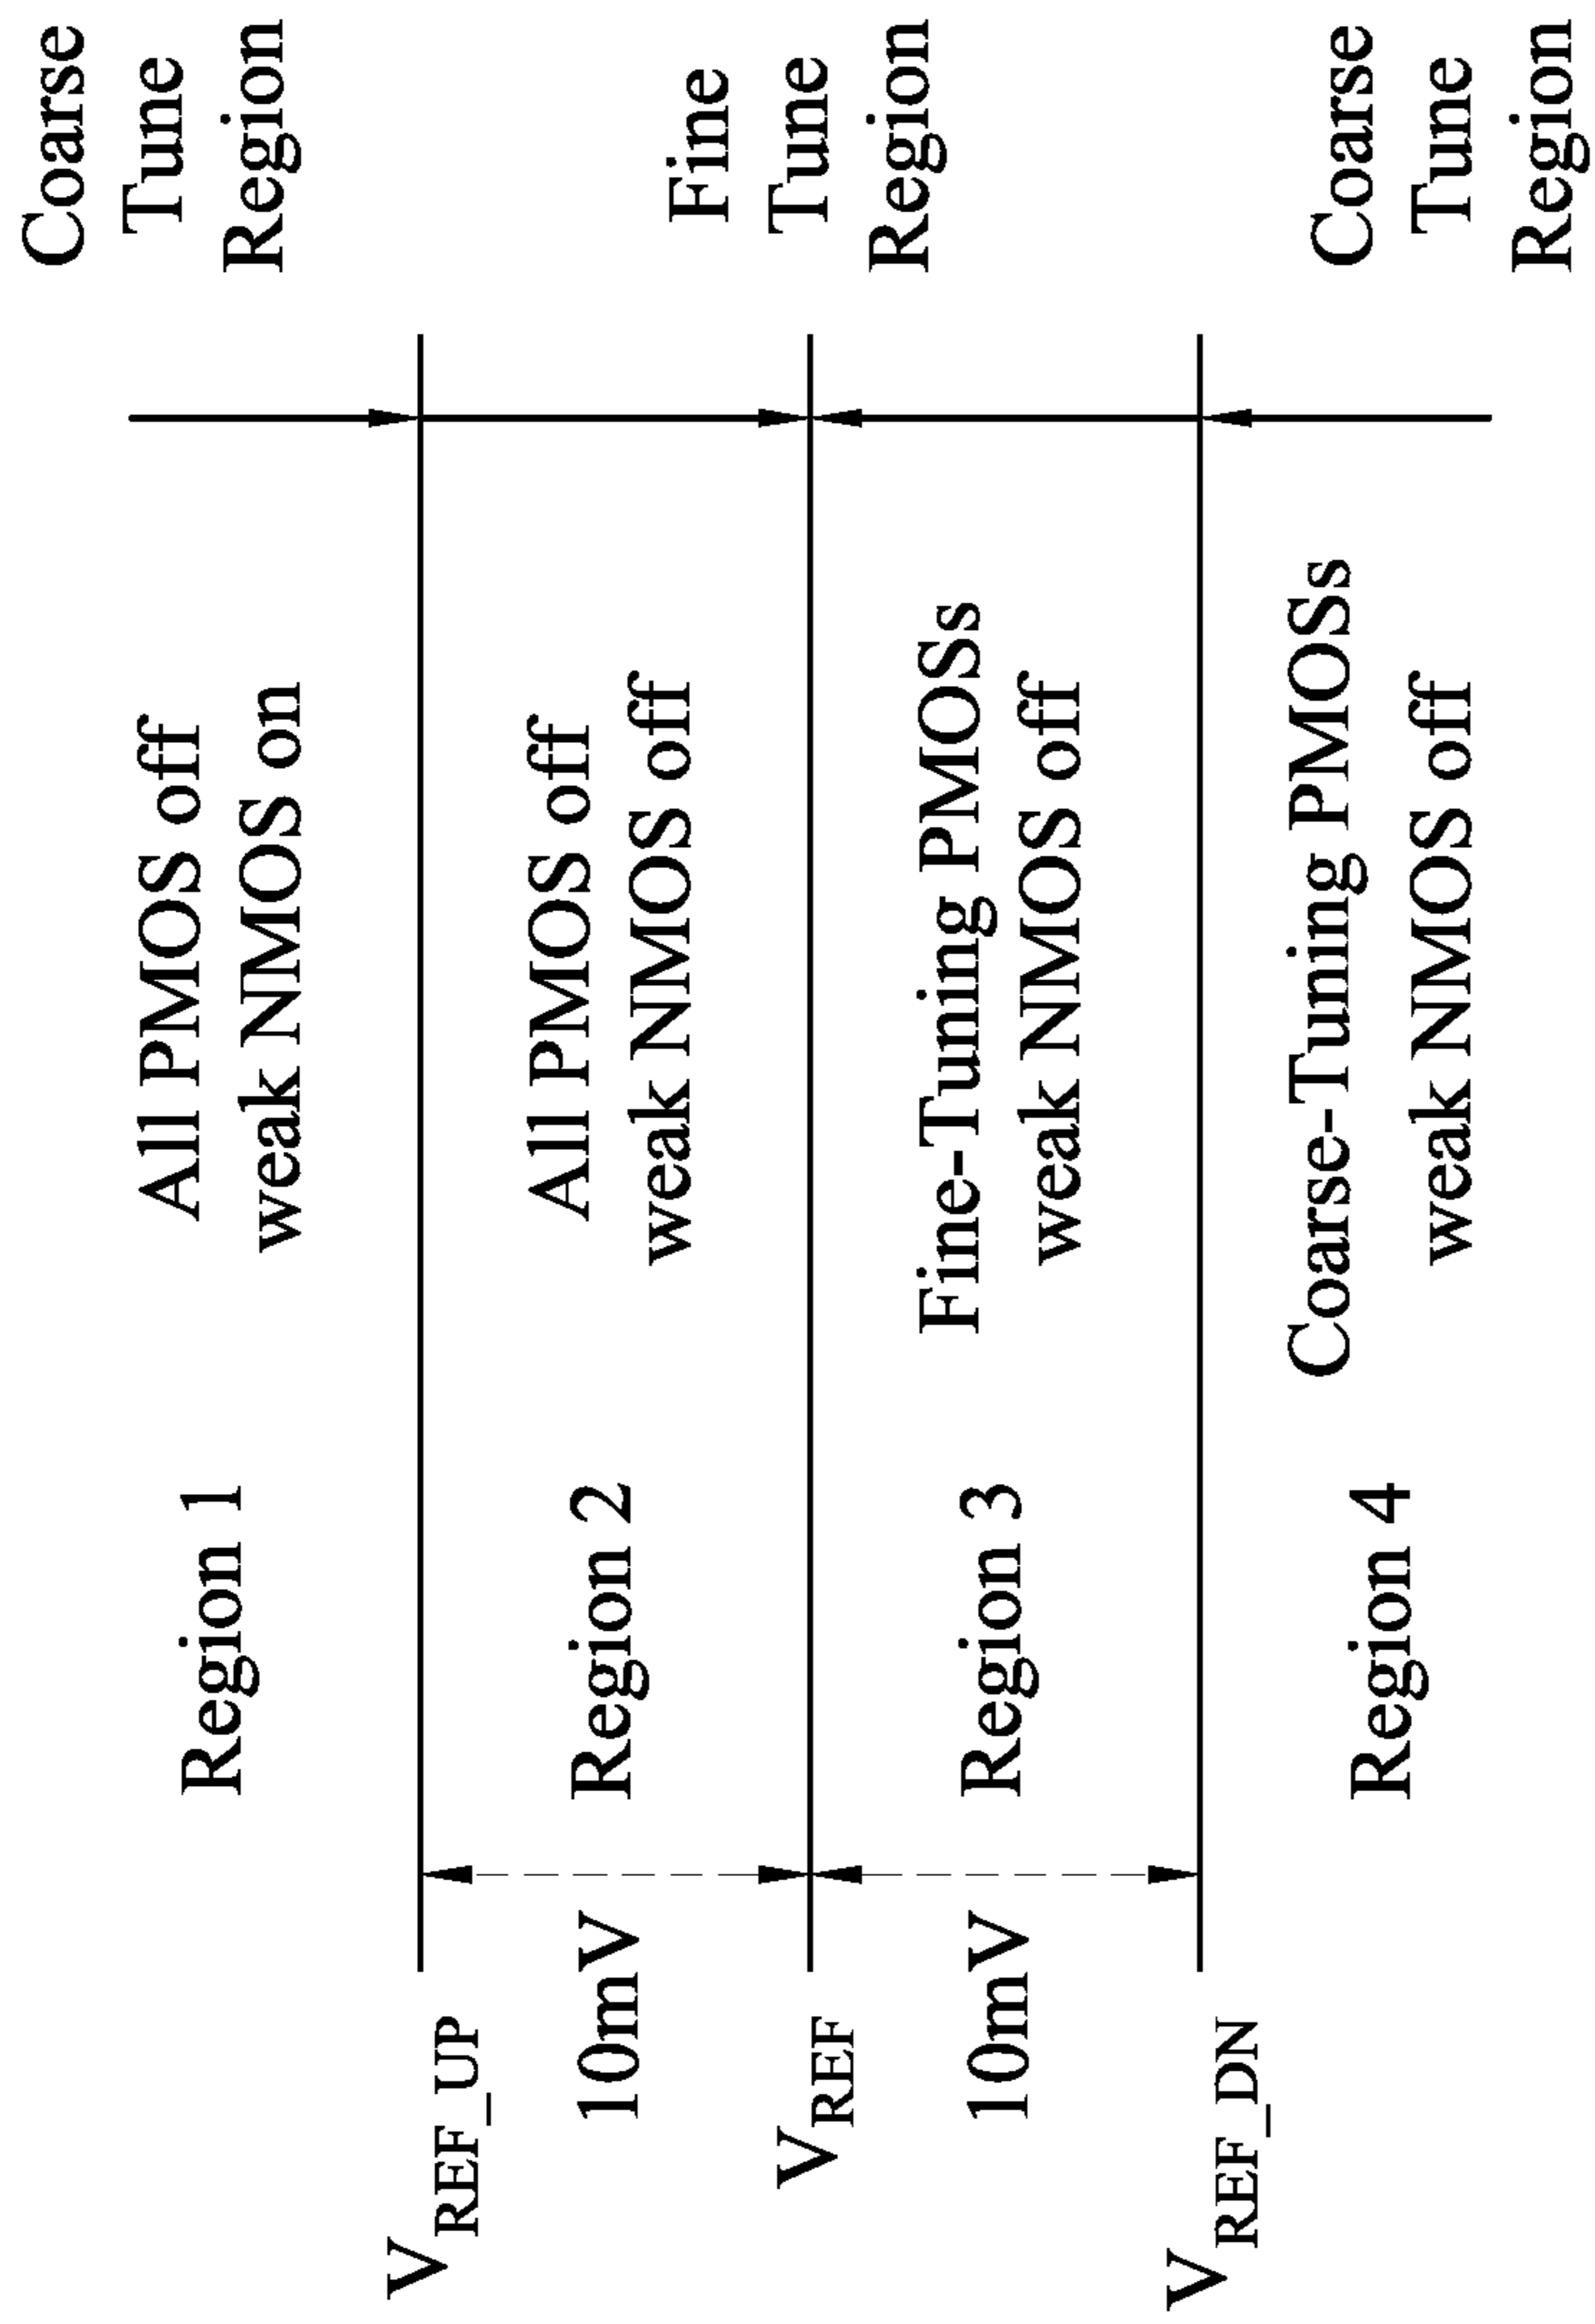 Coarse
Tune
Region
All PMOS off
weak NMOS on
Region 1
V_REF_UP
10mV
Region 2
All PMOS off
weak NMOS off
Fine
Tune
Region
V_REF
10mV
Region 3
Fine-Tuning PMOSs
weak NMOS off
V_REF_DN
Region 4
Coarse-Tuning PMOSs
weak NMOS off
Coarse
Tune
Region